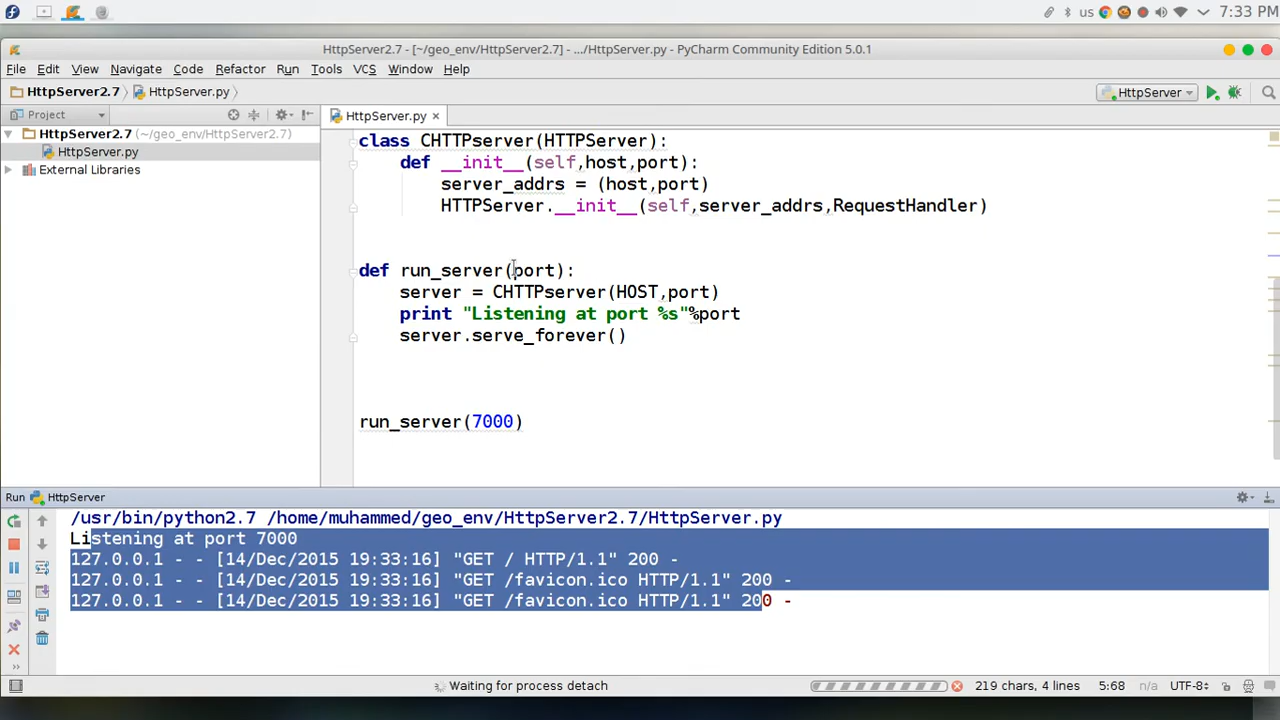 us
7:33 PM
HttpServer2.7 - [~/geo_env/HttpServer2.7] - .../HttpServer.py - PyCharm Community Edition 5.0.1
File Edit View Navigate Code Refactor Run Tools VCS Window Help
HttpServer2.7 HttpServer.py HttpServer
Project HttpServer.py
HttpServer2.7 (~/geo_env/HttpServer2.7)
HttpServer.py
External Libraries
class CHTTPserver(HTTPServer):
def __init__(self,host,port):
server_addrs = (host,port)
HTTPServer.__init__(self,server_addrs,RequestHandler)
def run_server(port):
server = CHTTPserver(HOST,port)
print "Listening at port %s"%port
server.serve_forever()
run_server(7000)
Run HttpServer
/usr/bin/python2.7 /home/muhammed/geo_env/HttpServer2.7/HttpServer.py
Listening at port 7000
127.0.0.1 - - [14/Dec/2015 19:33:16] "GET / HTTP/1.1" 200 -
127.0.0.1 - - [14/Dec/2015 19:33:16] "GET /favicon.ico HTTP/1.1" 200 -
127.0.0.1 - - [14/Dec/2015 19:33:16] "GET /favicon.ico HTTP/1.1" 200 -
Waiting for process detach 219 chars, 4 lines 5:68 n/a UTF-8